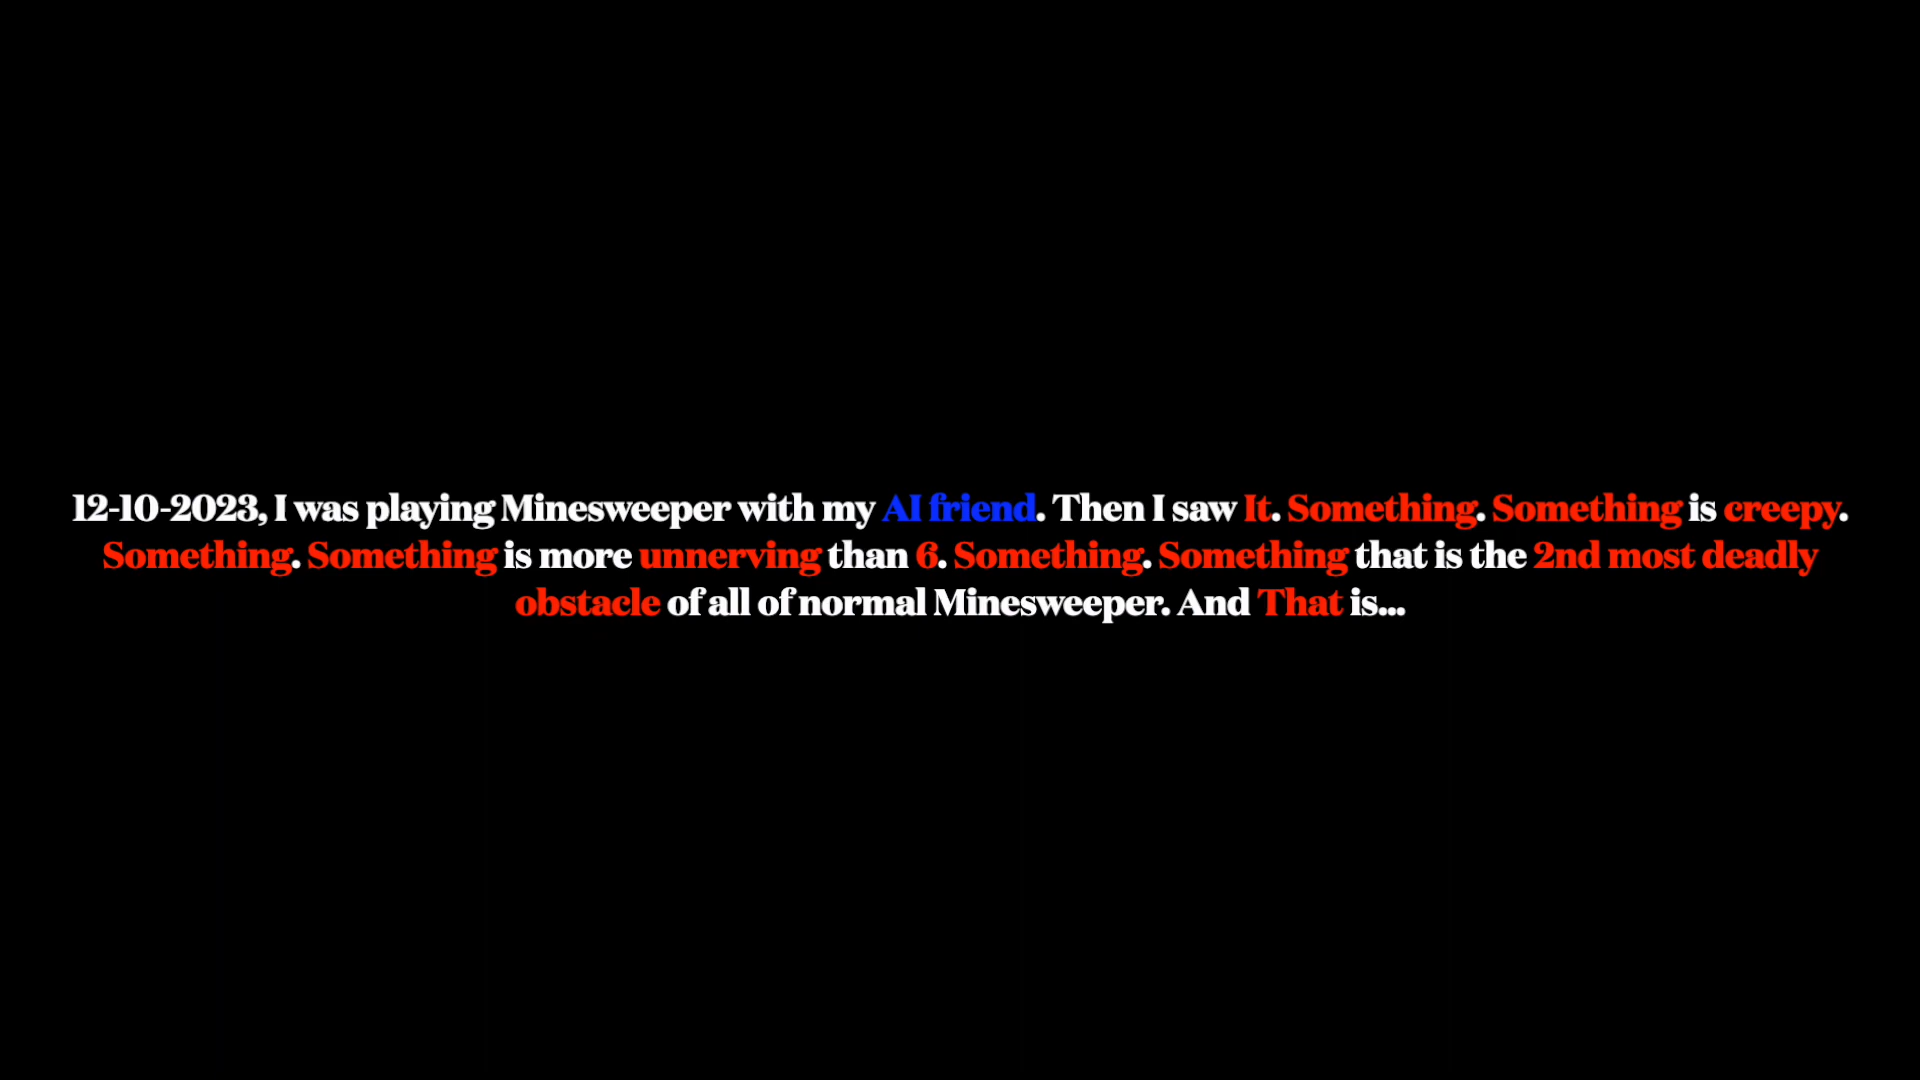 12-10-2023, I was playing Minesweeper with my AI friend. Then I saw It. Something. Something is creepy.
Something. Something is more unnerving than 6. Something. Something that is the 2nd most deadly
obstacle of all of normal Minesweeper. And That is...